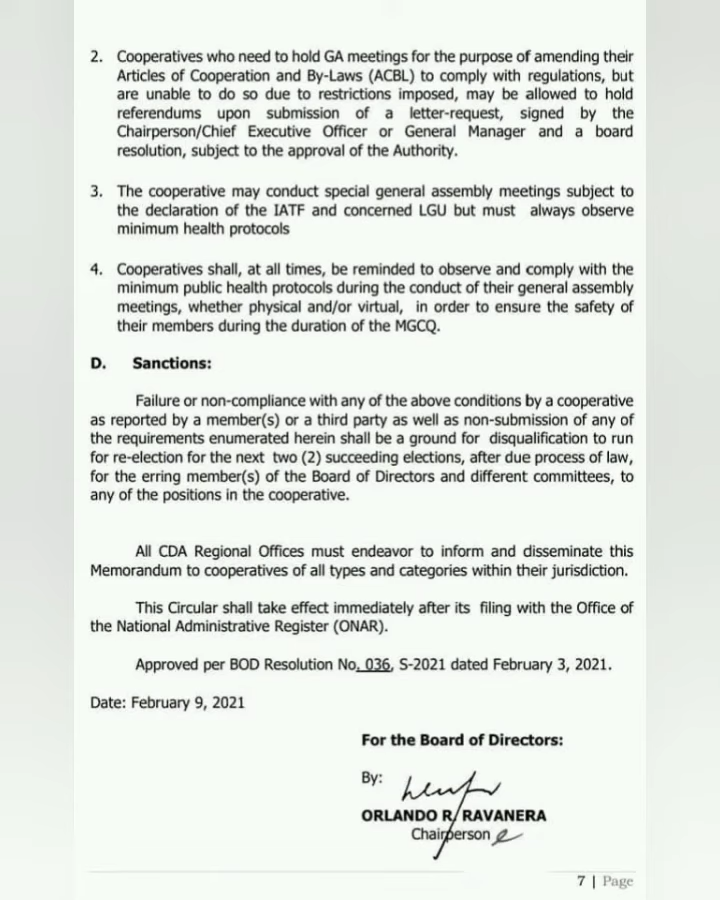 2. Cooperatives who need to hold GA meetings for the purpose of amending their
Articles of Cooperation and By-Laws (ACBL) to comply with regulations, but
are unable to do so due to restrictions imposed, may be allowed to hold
referendums upon submission of a letter-request, signed by the
Chairperson/Chief Executive Officer or General Manager and a board
resolution, subject to the approval of the Authority.
3. The cooperative may conduct special general assembly meetings subject to
the declaration of the IATF and concerned LGU but must always observe
minimum health protocols
4. Cooperatives shall, at all times, be reminded to observe and comply with the
minimum public health protocols during the conduct of their general assembly
meetings, whether physical and/or virtual, in order to ensure the safety of
their members during the duration of the MGCQ.
D. Sanctions:
Failure or non-compliance with any of the above conditions by a cooperative
as reported by a member(s) or a third party as well as non-submission of any of
the requirements enumerated herein shall be a ground for disqualification to run
for re-election for the next two (2) succeeding elections, after due process of law,
for the erring member(s) of the Board of Directors and different committees, to
any of the positions in the cooperative.
All CDA Regional Offices must endeavor to inform and disseminate this
Memorandum to cooperatives of all types and categories within their jurisdiction.
This Circular shall take effect immediately after its filing with the Office of
the National Administrative Register (ONAR).
Approved per BOD Resolution No. 036, S-2021 dated February 3, 2021.
Date: February 9, 2021
For the Board of Directors:
By:
ORLANDO R. RAVANERA
Chairperson
7 | Page